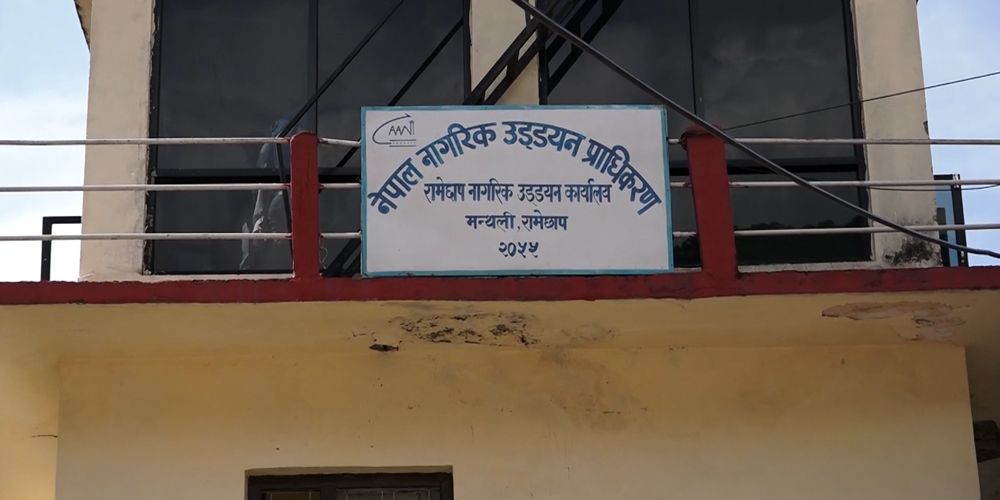 CAAN
नेपाल नागरिक उड्डयन प्राधिकरण
रामेछाप नागरिक उड्डयन कार्यालय
मन्थली, रामेछाप
२०५५